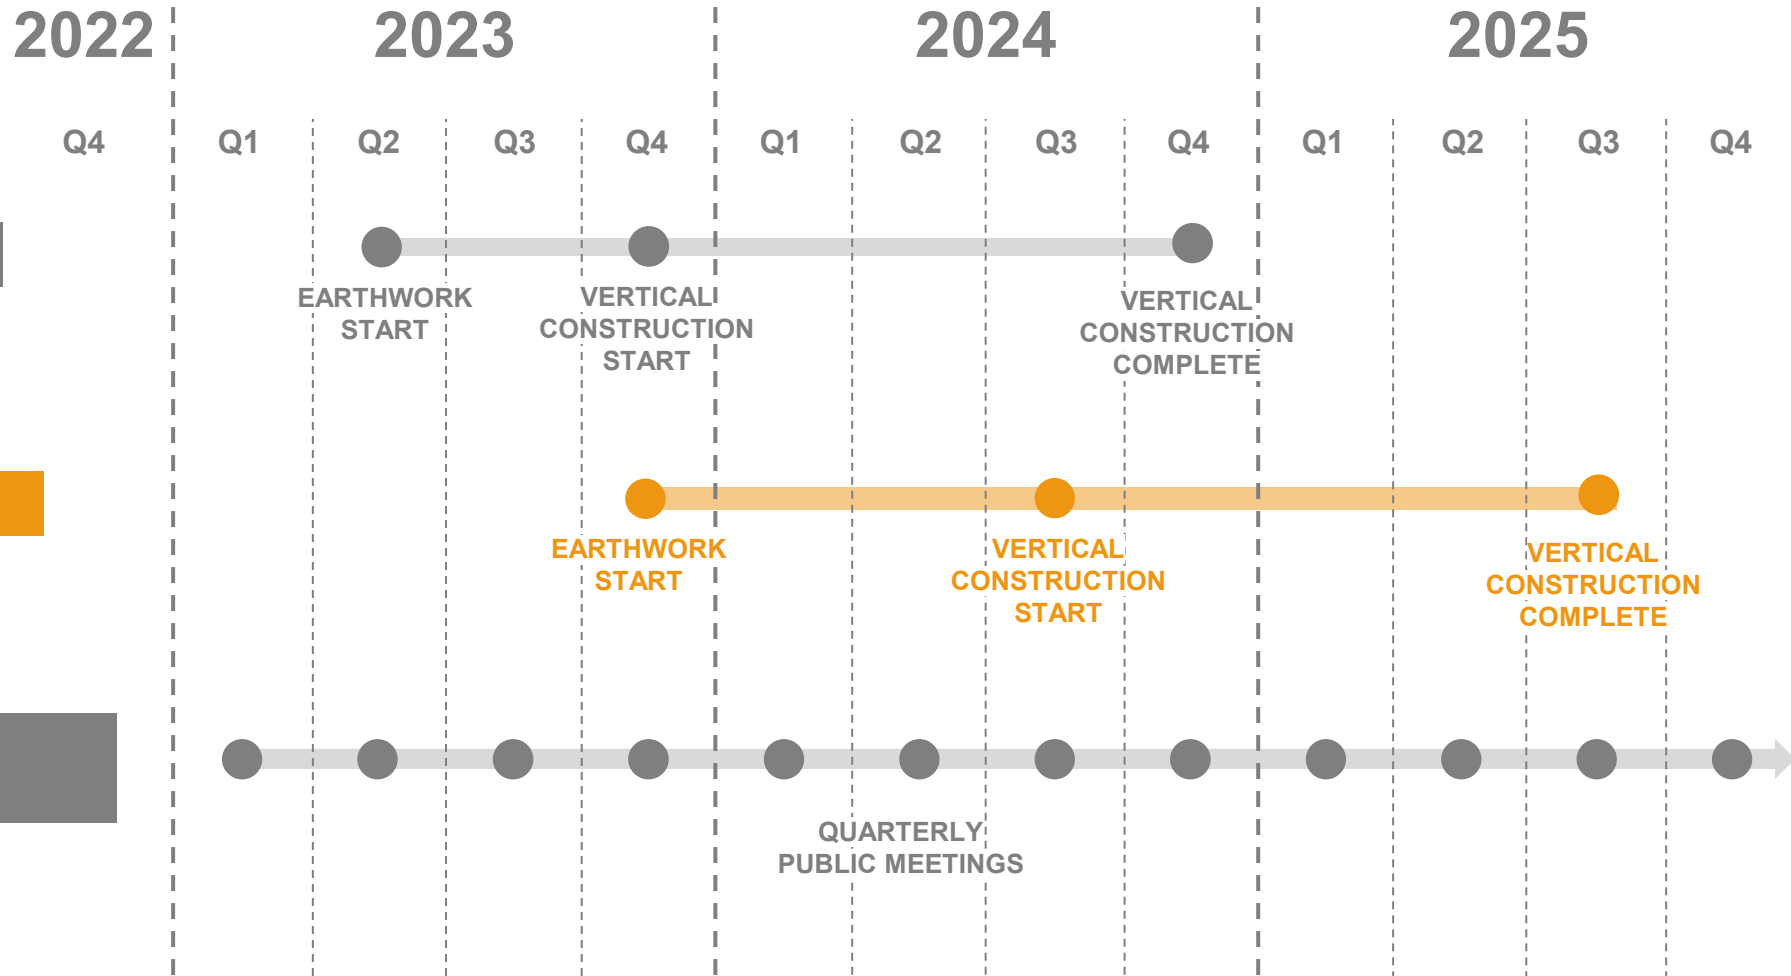 2022
2023
2024
2025
Q4
Q1
Q2
Q3
Q4
Q1
Q2
Q3
Q4
Q1
Q2
Q3
Q4
EARTHWORK
START
VERTICAL
CONSTRUCTION
START
VERTICAL
CONSTRUCTION
COMPLETE
EARTHWORK
START
VERTICAL
CONSTRUCTION
START
VERTICAL
CONSTRUCTION
COMPLETE
QUARTERLY
PUBLIC MEETINGS